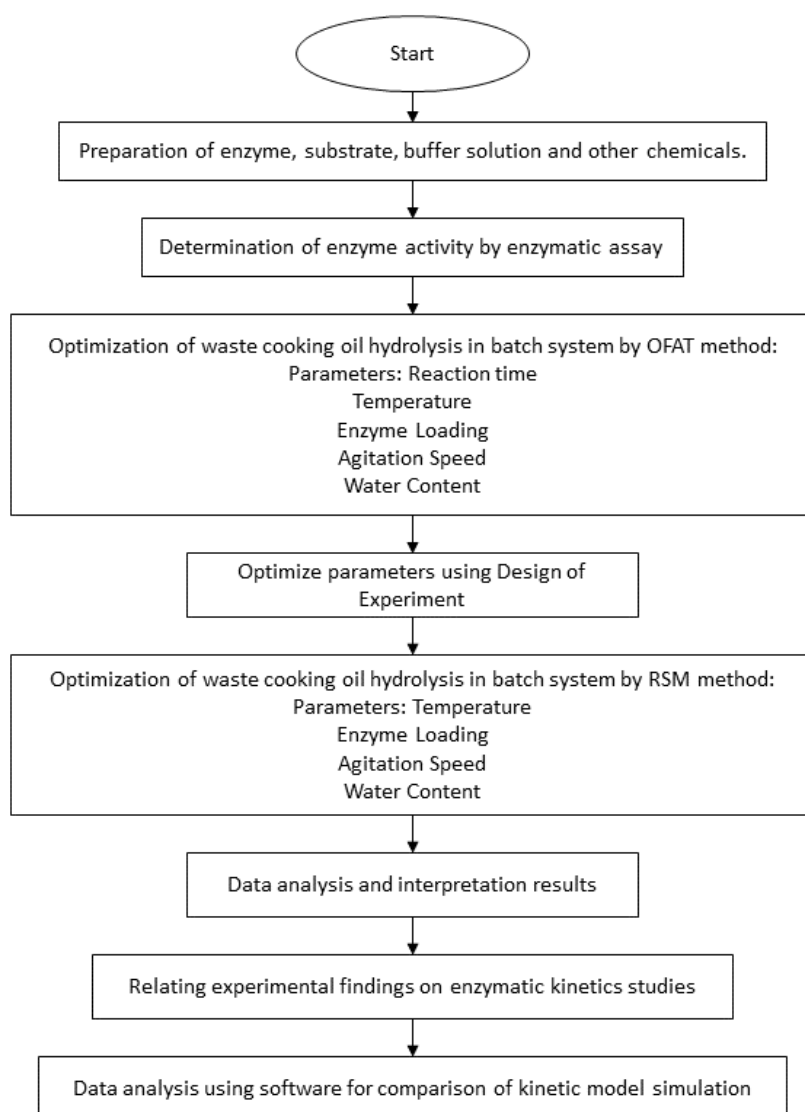 Start
Preparation of enzyme, substrate, buffer solution and other chemicals.
Determination of enzyme activity by enzymatic assay
Optimization of waste cooking oil hydrolysis in batch system by OFAT method:
Parameters: Reaction time
Temperature
Enzyme Loading
Agitation Speed
Water Content
Optimize parameters using Design of
Experiment
Optimization of waste cooking oil hydrolysis in batch system by RSM method:
Parameters: Temperature
Enzyme Loading
Agitation Speed
Water Content
Data analysis and interpretation results
Relating experimental findings on enzymatic kinetics studies
Data analysis using software for comparison of kinetic model simulation